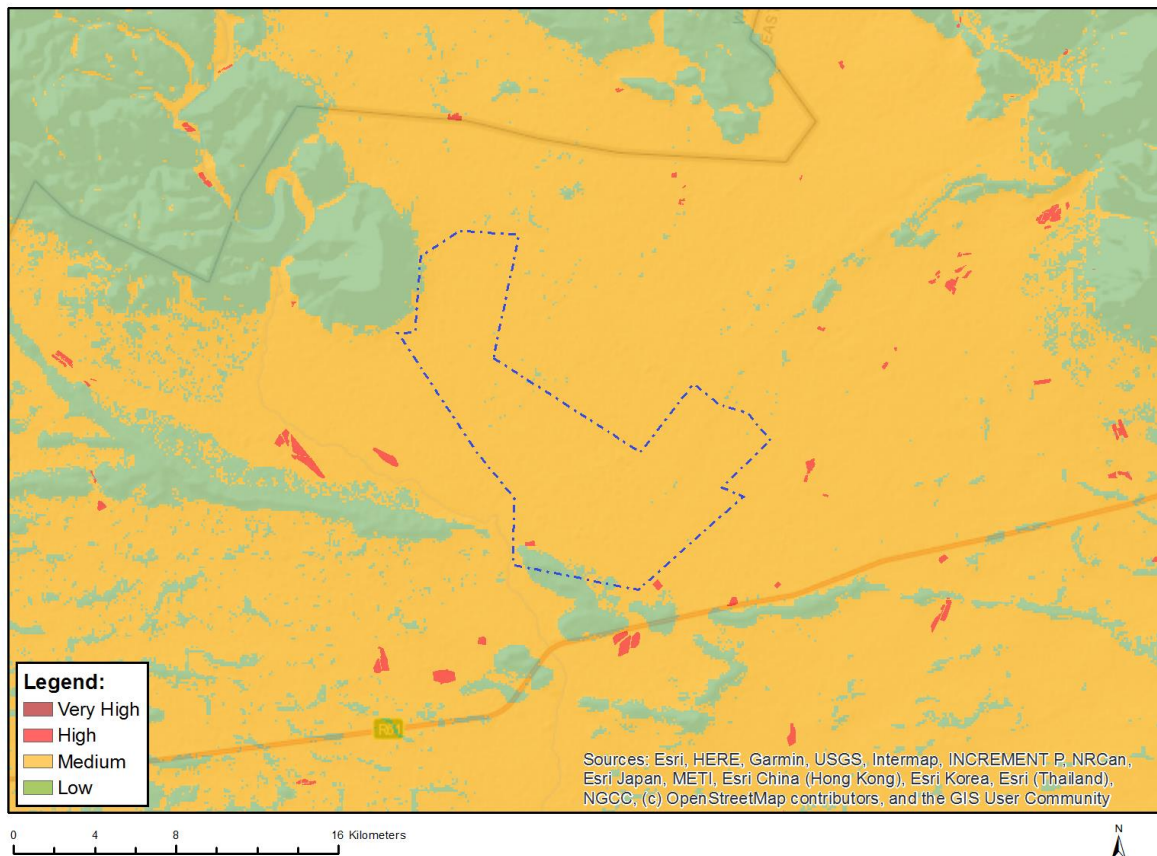 EAS
Legend:
Very High
High
Medium
Low
Sources: Esri, HERE, Garmin, USGS, Intermap, INCREMENT P, NRCan,
Esri Japan, METI, Esri China (Hong Kong), Esri Korea, Esri (Thailand),
NGCC, (c) OpenStreetMap contributors, and the GIS User Community
0 4 8 16 Kilometers
N